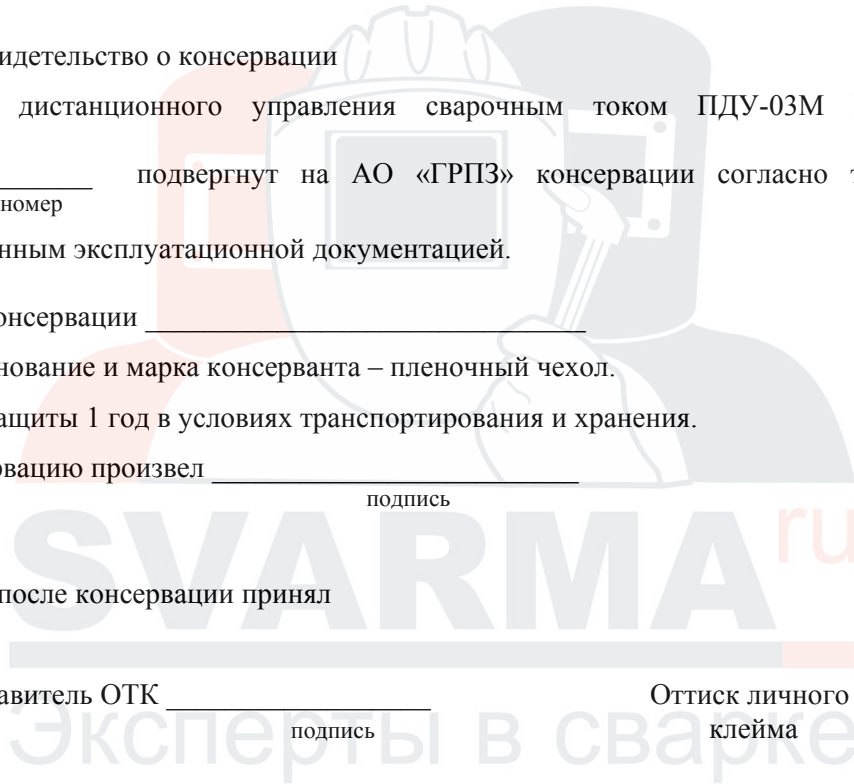 идетельство о консервации
дистанционного управления сварочным током ПДУ-03М
подвергнут на АО «ГРПЗ» консервации согласно т
номер
нным эксплуатационной документацией.
онсервации
нование и марка консерванта – пленочный чехол.
ащиты 1 год в условиях транспортирования и хранения.
рвацию произвел
подпись
SVARMA ru
после консервации принял
авитель ОТК
Оттиск личного
подпись
клейма
Эксперты в сварке